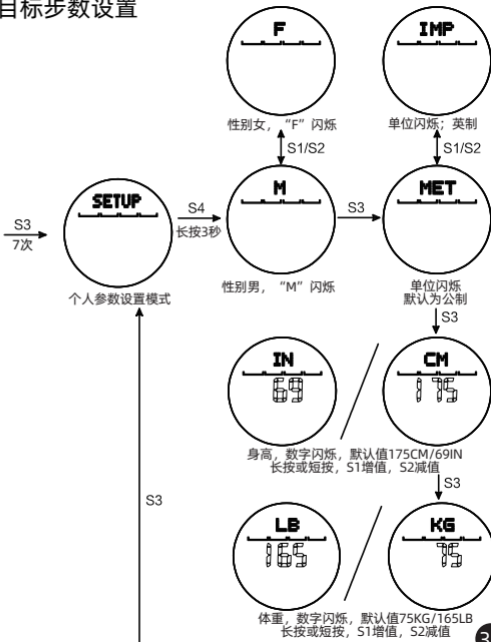 目标步数设置
F
IMP
性别女，“F”闪烁
单位闪烁；英制
S1/S2
S1/S2
SETUP
M
MET
S3
7次
S4
长按3秒
S3
个人参数设置模式
性别男，“M”闪烁
单位闪烁
默认为公制
S3
IN
69
CM
175
身高，数字闪烁，默认值175CM/69IN
长按或短按，S1增值，S2减值
S3
S3
LB
165
KG
75
体重，数字闪烁，默认值75KG/165LB
长按或短按，S1增值，S2减值
3